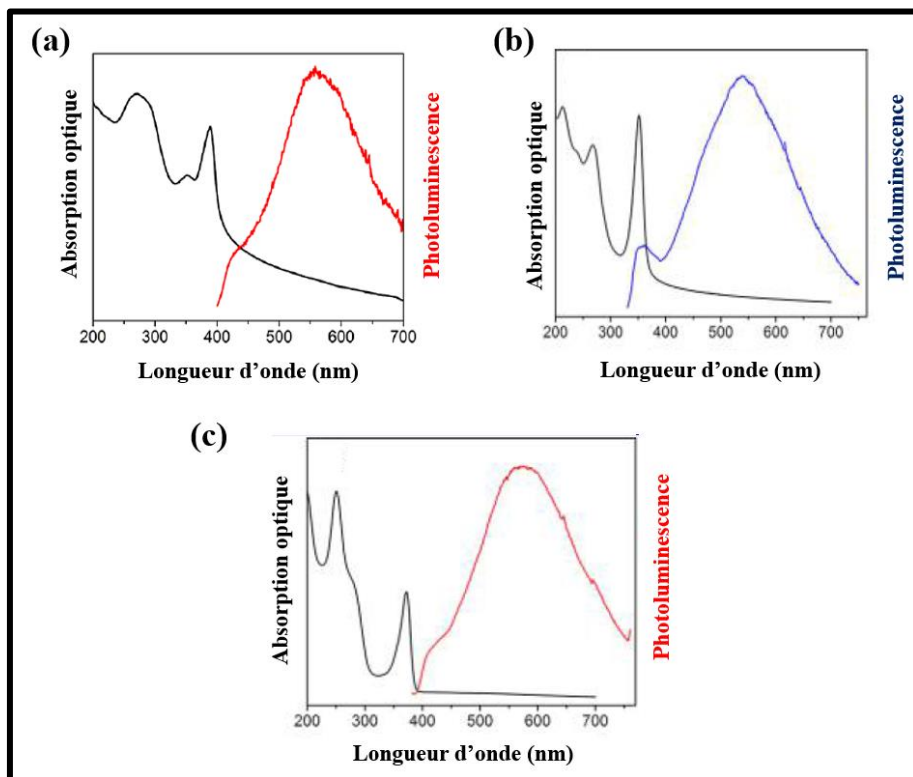 (a)
Absorption optique
Photoluminescence
200 300 400 500 600 700
Longueur d’onde (nm)
(b)
Absorption optique
Photoluminescence
200 300 400 500 600 700
Longueur d’onde (nm)
(c)
Absorption optique
Photoluminescence
200 300 400 500 600 700
Longueur d’onde (nm)